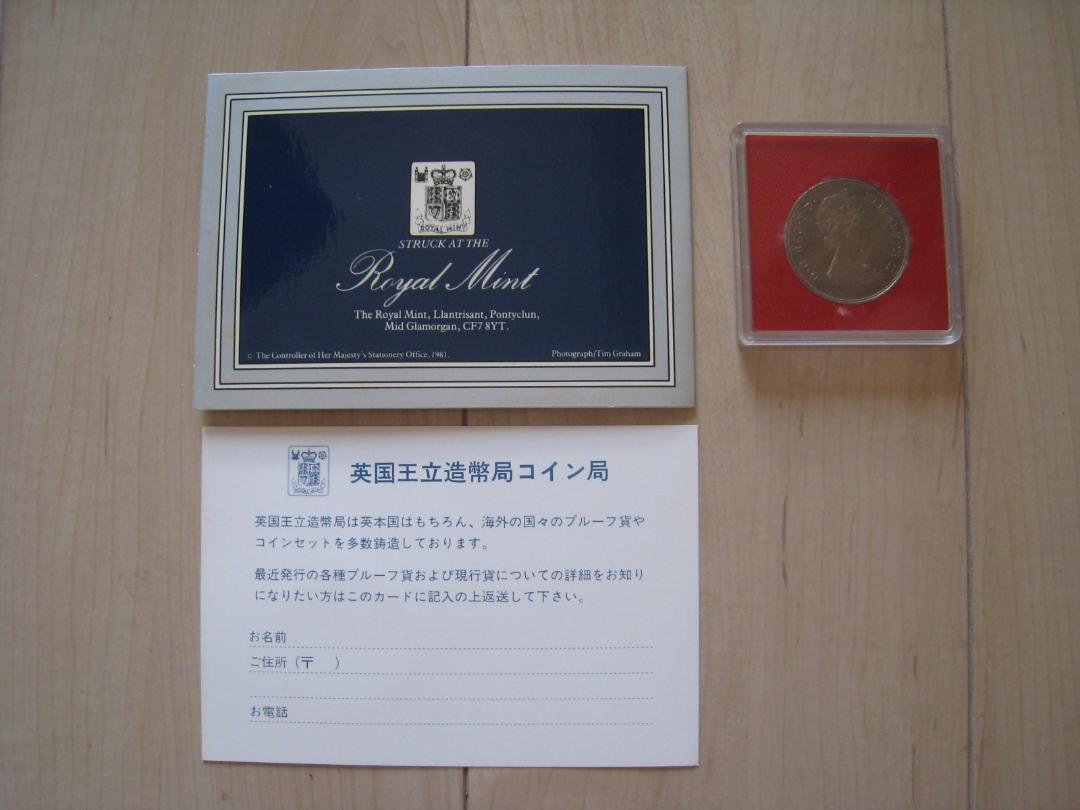 ROYAL MINT
STRUCK AT THE
Royal Mint
The Royal Mint, Llantrisant, Pontyclun,
Mid Glamorgan, CF7 8YT.
© The Controller of Her Majesty's Stationery Office, 1981.
Photograph/Tim Graham
ROYAL MINT
英国王立造幣局コイン局
英国王立造幣局は英本国はもちろん、海外の国々のプルーフ貨や
コインセットを多数鋳造しております。
最近発行の各種プルーフ貨および現行貨についての詳細をお知り
になりたい方はこのカードに記入の上返送して下さい。
お名前
ご住所(〒 )
お電話